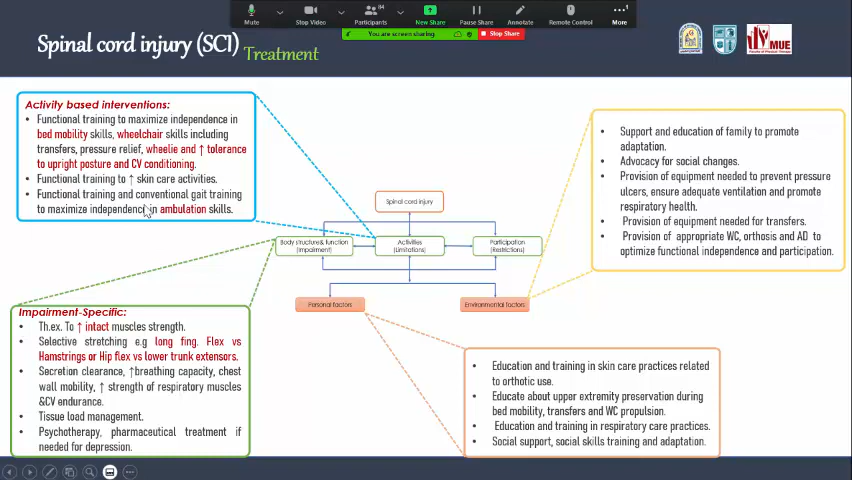 Mute
Stop Video
84
Participants
New Share
Pause Share
Annotate
Remote Control
More
You are screen sharing
Stop Share
Spinal cord injury (SCI)
Treatment
MUE
Activity based interventions:
• Functional training to maximize independence in
bed mobility skills, wheelchair skills including
transfers, pressure relief, wheelie and ↑ tolerance
to upright posture and CV conditioning.
• Functional training to ↑ skin care activities.
• Functional training and conventional gait training
to maximize independence in ambulation skills.
Spinal cord injury
Body structure& function
(Impairment)
Activities
(Limitations)
Participation
(Restrictions)
Personal factors
Environmental factors
• Support and education of family to promote
adaptation.
• Advocacy for social changes.
• Provision of equipment needed to prevent pressure
ulcers, ensure adequate ventilation and promote
respiratory health.
• Provision of equipment needed for transfers.
• Provision of appropriate WC, orthosis and AD to
optimize functional independence and participation.
Impairment-Specific:
• Th.ex. To ↑ intact muscles strength.
• Selective stretching e.g long fing. Flex vs
Hamstrings or Hip flex vs lower trunk extensors.
• Secretion clearance, ↑breathing capacity, chest
wall mobility, ↑ strength of respiratory muscles
&CV endurance.
• Tissue load management.
• Psychotherapy, pharmaceutical treatment if
needed for depression.
• Education and training in skin care practices related
to orthotic use.
• Educate about upper extremity preservation during
bed mobility, transfers and WC propulsion.
• Education and training in respiratory care practices.
• Social support, social skills training and adaptation.